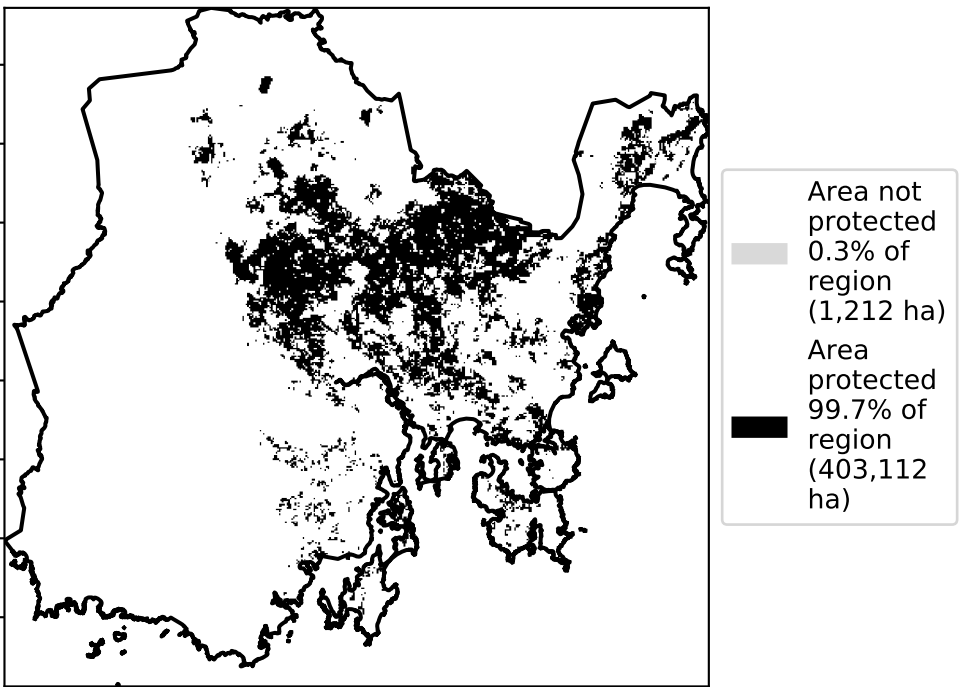 Area not
protected
0.3% of
region
(1,212 ha)
Area
protected
99.7% of
region
(403,112
ha)